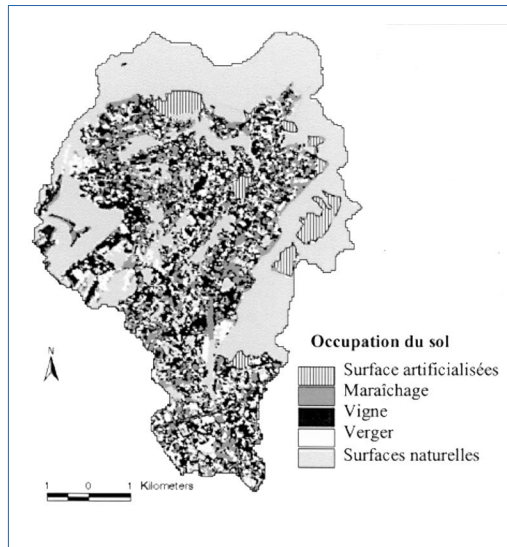 Occupation du sol
Surface artificialisées
Maraîchage
Vigne
Verger
Surfaces naturelles
N
1 0 1 Kilometers